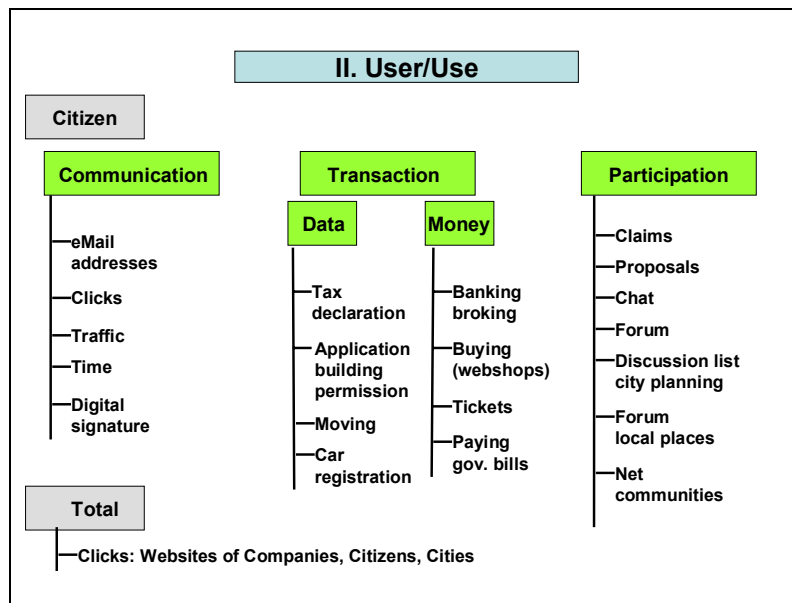 II. User/Use
Citizen
Communication
eMail
addresses
Clicks
Traffic
Time
Digital
signature
Transaction
Data
Tax
declaration
Application
building
permission
Moving
Car
registration
Money
Banking
broking
Buying
(webshops)
Tickets
Paying
gov. bills
Participation
Claims
Proposals
Chat
Forum
Discussion list
city planning
Forum
local places
Net
communities
Total
Clicks: Websites of Companies, Citizens, Cities